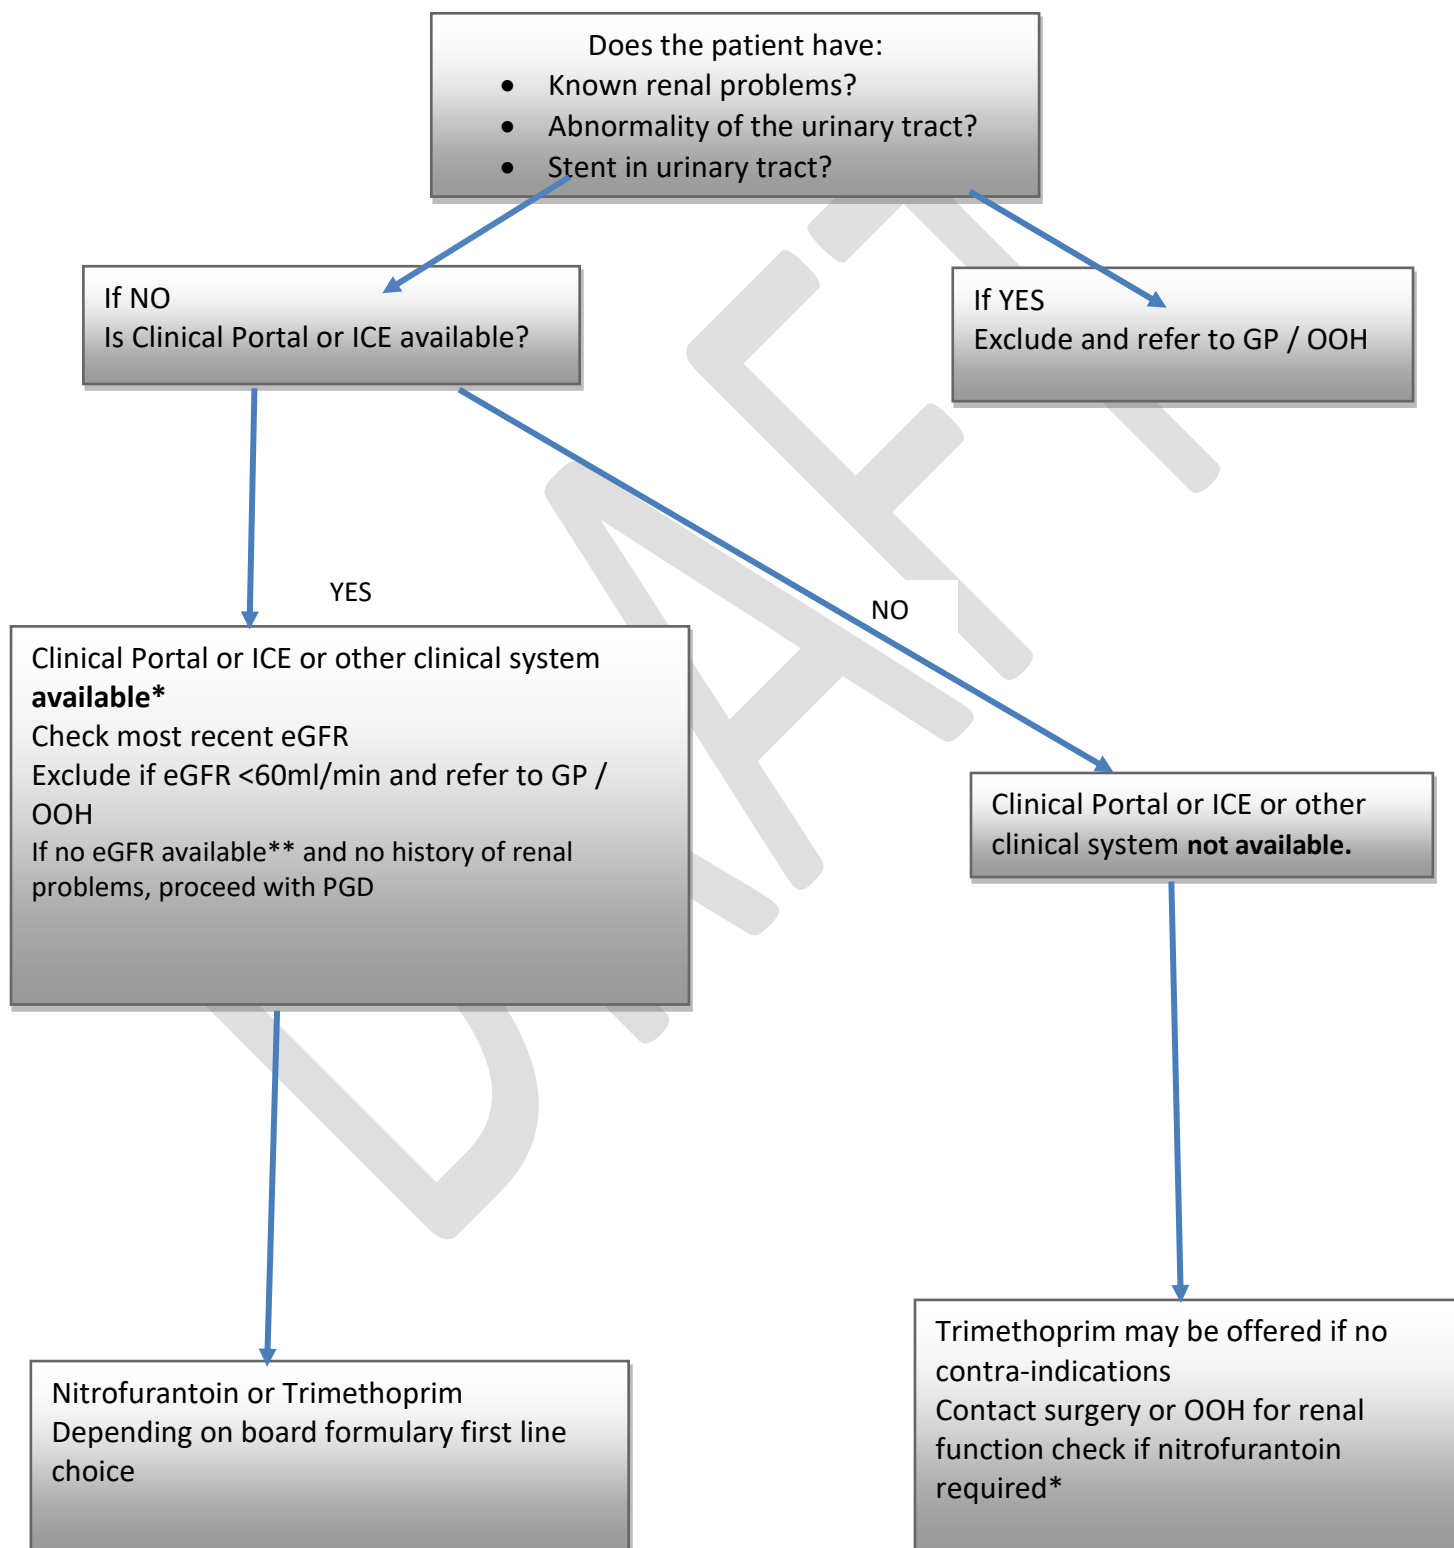 Does the patient have:
• Known renal problems?
• Abnormality of the urinary tract?
• Stent in urinary tract?
If NO
Is Clinical Portal or ICE available?
If YES
Exclude and refer to GP / OOH
YES
NO
Clinical Portal or ICE or other clinical system
available*
Check most recent eGFR
Exclude if eGFR <60ml/min and refer to GP /
OOH
If no eGFR available** and no history of renal
problems, proceed with PGD
Clinical Portal or ICE or other
clinical system not available.
Nitrofurantoin or Trimethoprim
Depending on board formulary first line
choice
Trimethoprim may be offered if no
contra-indications
Contact surgery or OOH for renal
function check if nitrofurantoin
required*
DRAFT